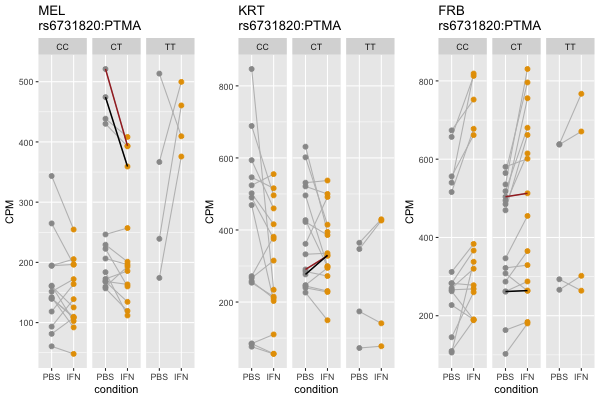 MEL
rs6731820:PTMA
CC CT TT
CPM
500
400
300
200
100
PBS IFN PBS IFN PBS IFN
condition
KRT
rs6731820:PTMA
CC CT TT
CPM
800
600
400
200
PBS IFN PBS IFN PBS IFN
condition
FRB
rs6731820:PTMA
CC CT TT
CPM
800
600
400
200
PBS IFN PBS IFN PBS IFN
condition